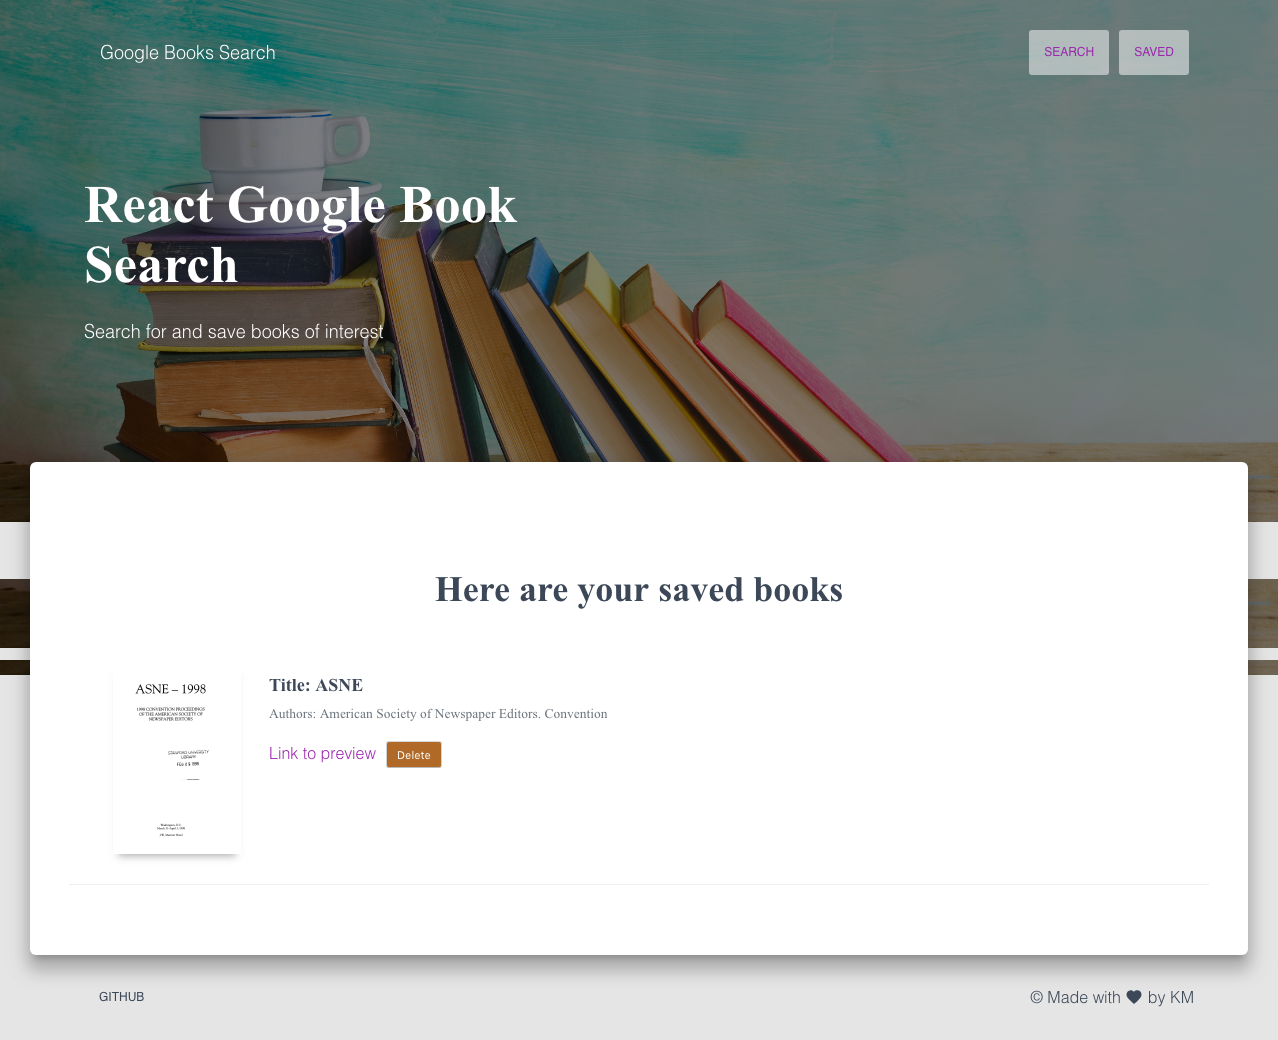 Google Books Search
SEARCH
SAVED
React Google Book
Search
Search for and save books of interest
Here are your saved books
ASNE – 1998
1998 CONVENTION PROCEEDINGS
OF THE AMERICAN SOCIETY OF
NEWSPAPER EDITORS
STANFORD UNIVERSITY
LIBRARY
Title: ASNE
Authors: American Society of Newspaper Editors. Convention
Link to preview
Delete
GITHUB
© Made with ♥ by KM